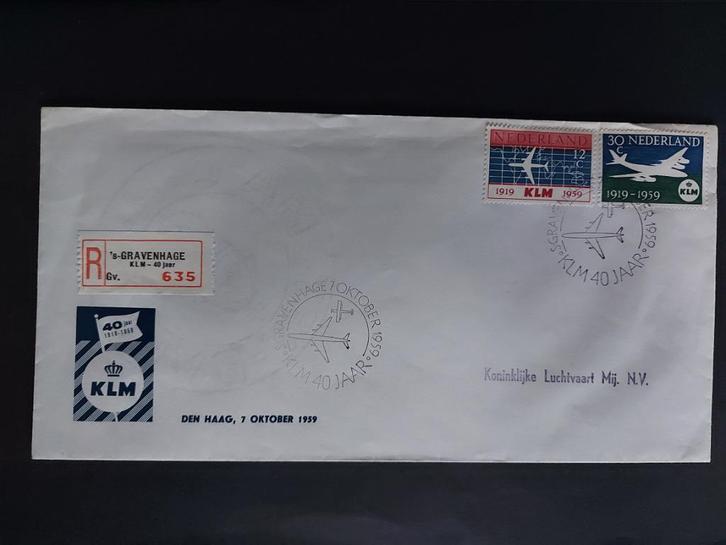 NEDERLAND
12 C
1919 KLM 1959
30 C NEDERLAND
1919-1959
KLM
'S GRAVENHAGE 7 OKTOBER 1959
KLM 40 JAAR
R
's-GRAVENHAGE
KLM - 40 jaar
Gv. 635
40 jaar
1919-1959
KLM
'S GRAVENHAGE 7 OKTOBER 1959
KLM 40 JAAR
Koninklijke Luchtvaart Mij. N.V.
DEN HAAG, 7 OKTOBER 1959